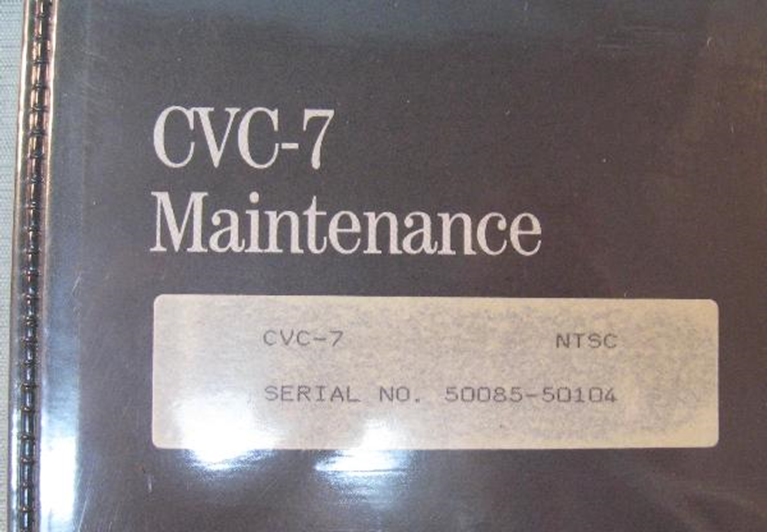 CVC-7
Maintenance
CVC-7 NTSC
SERIAL NO. 50085-50104